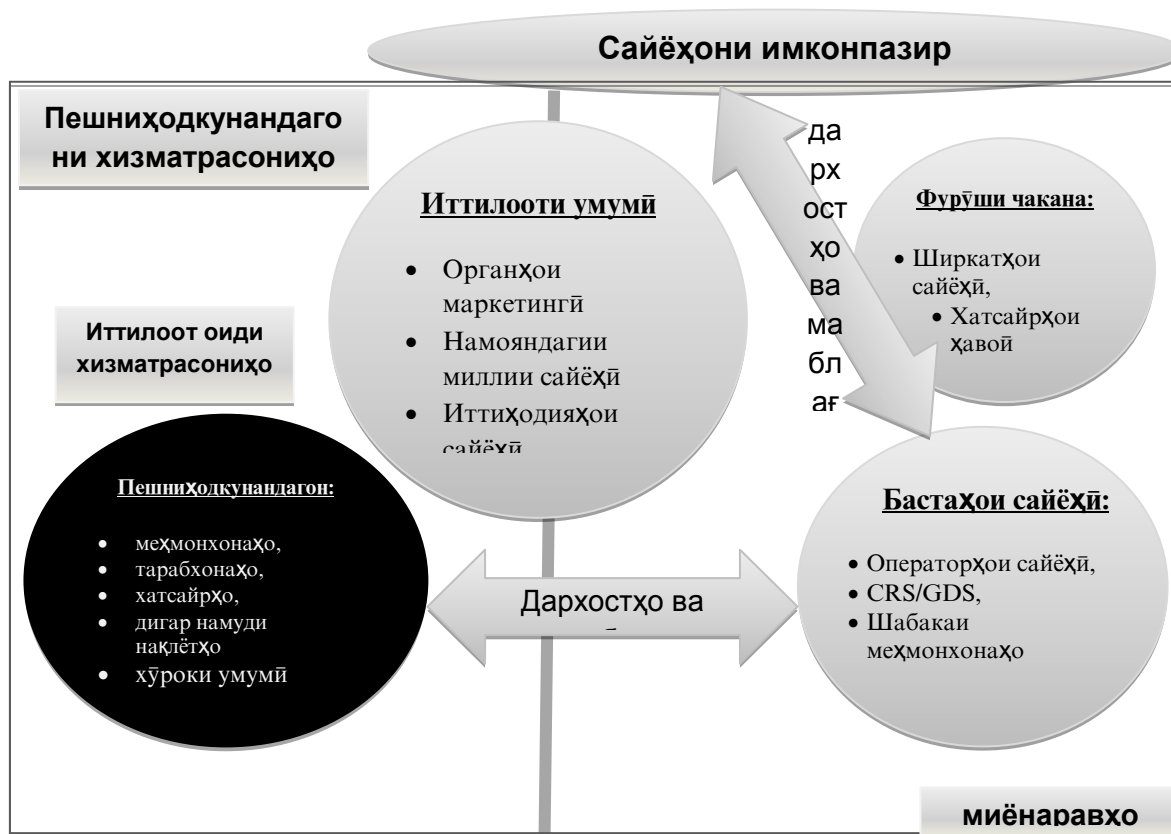 Сайёҳони имконпазир
Пешниҳодкунандаго
ни хизматрасониҳо
Иттилооти умумӣ
• Органҳои
маркетингӣ
• Намояндагии
миллии сайёҳӣ
• Иттиҳодияҳои
сайёҳӣ
да
рх
ост
ҳо
ва
ма
бл
ағ
Фурӯши чакана:
• Ширкатҳои
сайёҳӣ,
• Хатсайрҳои
ҳавоӣ
Иттилоот оиди
хизматрасониҳо
Пешниҳодкунандагон:
• меҳмонхонаҳо,
• тарабхонаҳо,
• хатсайрҳо,
• дигар намуди
нақлётҳо
• хӯроки умумӣ
Дархостҳо ва
Бастаҳои сайёҳӣ:
• Операторҳои сайёҳӣ,
• CRS/GDS,
• Шабакаи
меҳмонхонаҳо
миёнаравҳо